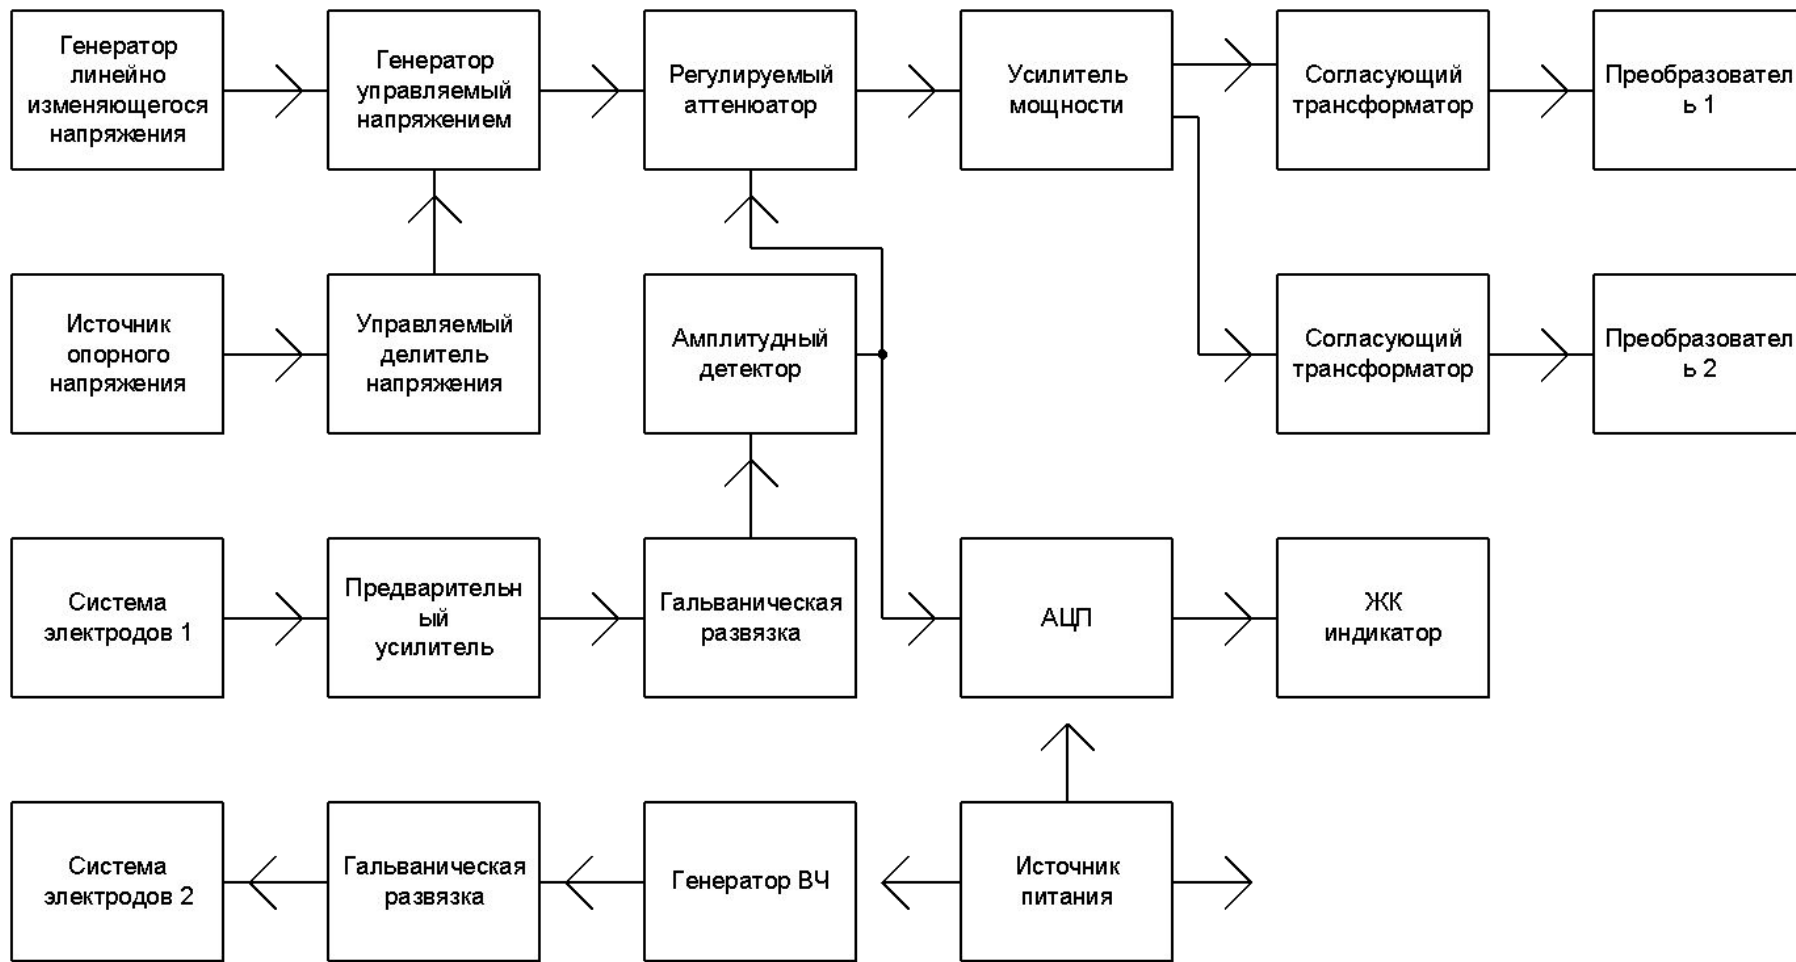 Генератор
линейно
изменяющегося
напряжения
Генератор
управляемый
напряжением
Регулируемый
аттенюатор
Усилитель
мощности
Согласующий
трансформатор
Преобразовател
ь 1
Источник
опорного
напряжения
Управляемый
делитель
напряжения
Амплитудный
детектор
Согласующий
трансформатор
Преобразовател
ь 2
Система
электродов 1
Предварительн
ый
усилитель
Гальваническая
развязка
АЦП
ЖК
индикатор
Система
электродов 2
Гальваническая
развязка
Генератор ВЧ
Источник
питания